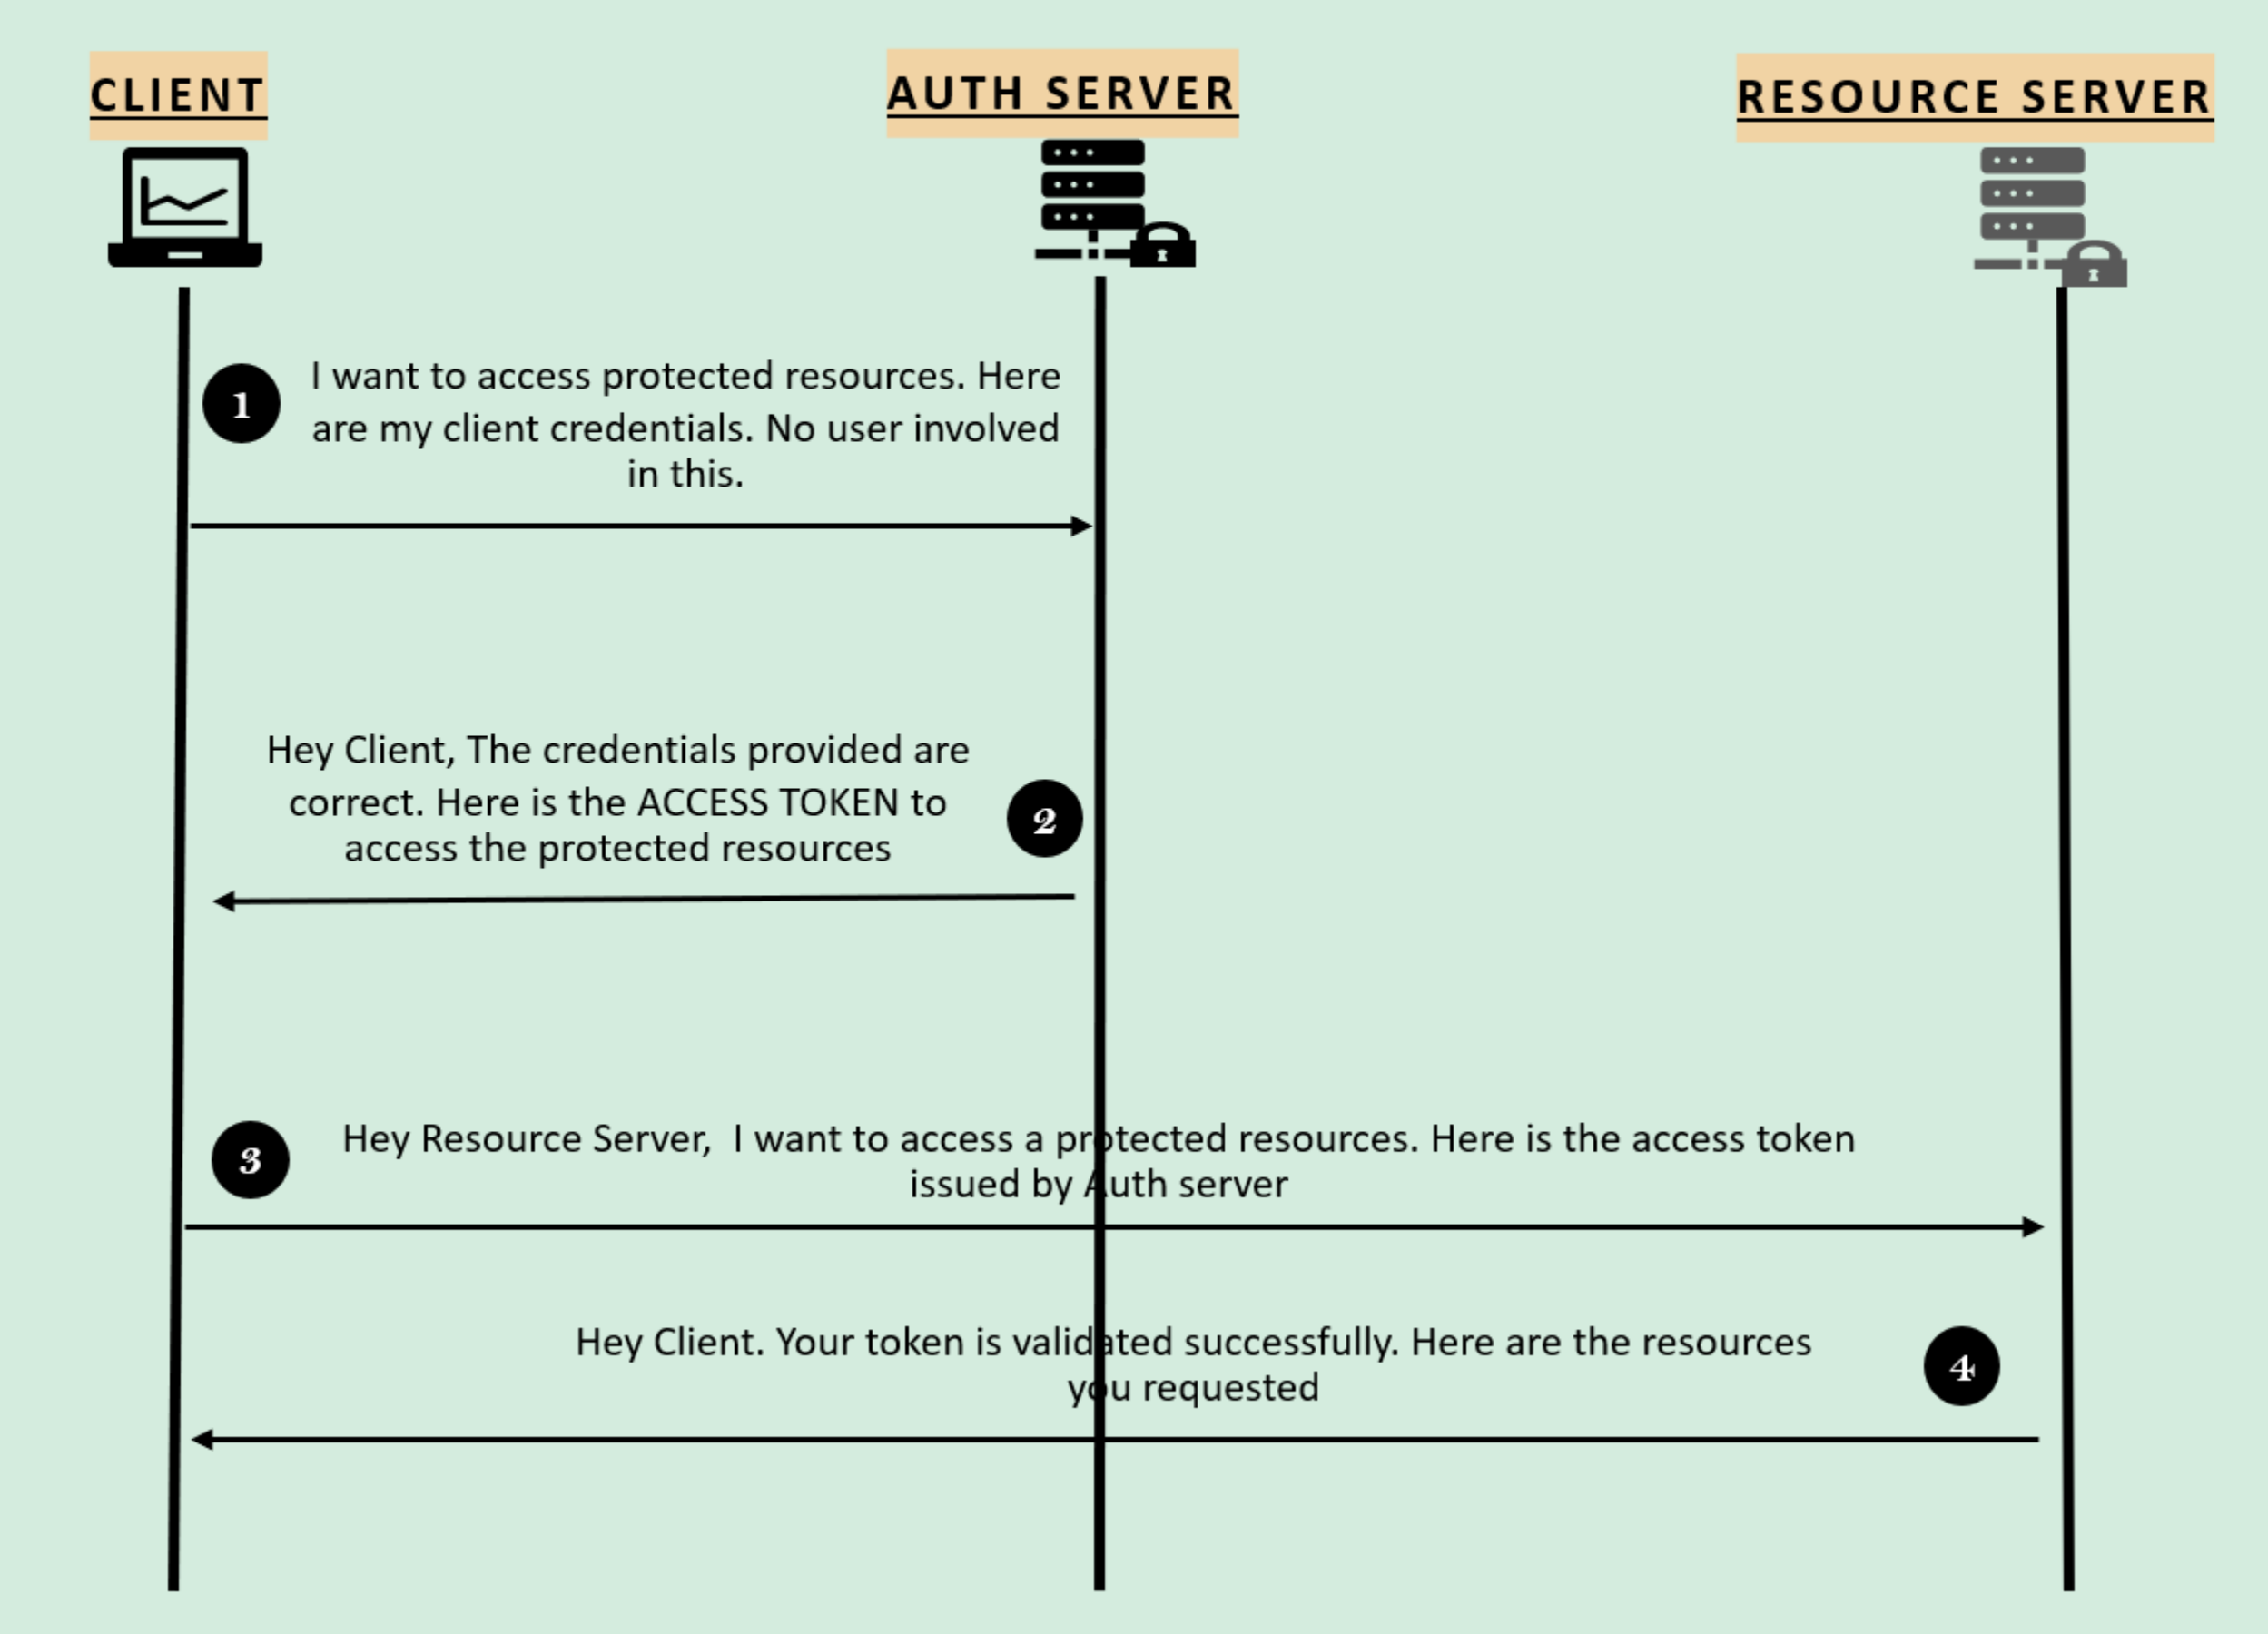 CLIENT
AUTH SERVER
RESOURCE SERVER
1
I want to access protected resources. Here
are my client credentials. No user involved
in this.
Hey Client, The credentials provided are
correct. Here is the ACCESS TOKEN to
access the protected resources
2
3
Hey Resource Server,  I want to access a protected resources. Here is the access token
issued by Auth server
Hey Client. Your token is validated successfully. Here are the resources
you requested
4